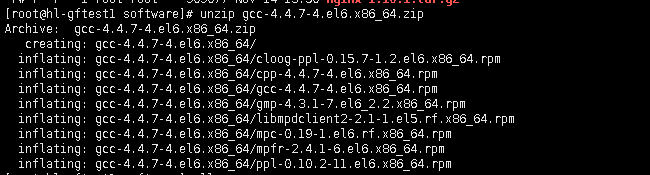 [root@hl-gftest1 software]# unzip gcc-4.4.7-4.el6.x86_64.zip
Archive:  gcc-4.4.7-4.el6.x86_64.zip
   creating: gcc-4.4.7-4.el6.x86_64/
  inflating: gcc-4.4.7-4.el6.x86_64/cloog-ppl-0.15.7-1.2.el6.x86_64.rpm
  inflating: gcc-4.4.7-4.el6.x86_64/cpp-4.4.7-4.el6.x86_64.rpm
  inflating: gcc-4.4.7-4.el6.x86_64/gcc-4.4.7-4.el6.x86_64.rpm
  inflating: gcc-4.4.7-4.el6.x86_64/gmp-4.3.1-7.el6_2.2.x86_64.rpm
  inflating: gcc-4.4.7-4.el6.x86_64/libmpdclient2-2.1-1.el5.rf.x86_64.rpm
  inflating: gcc-4.4.7-4.el6.x86_64/mpc-0.19-1.el6.rf.x86_64.rpm
  inflating: gcc-4.4.7-4.el6.x86_64/mpfr-2.4.1-6.el6.x86_64.rpm
  inflating: gcc-4.4.7-4.el6.x86_64/ppl-0.10.2-11.el6.x86_64.rpm